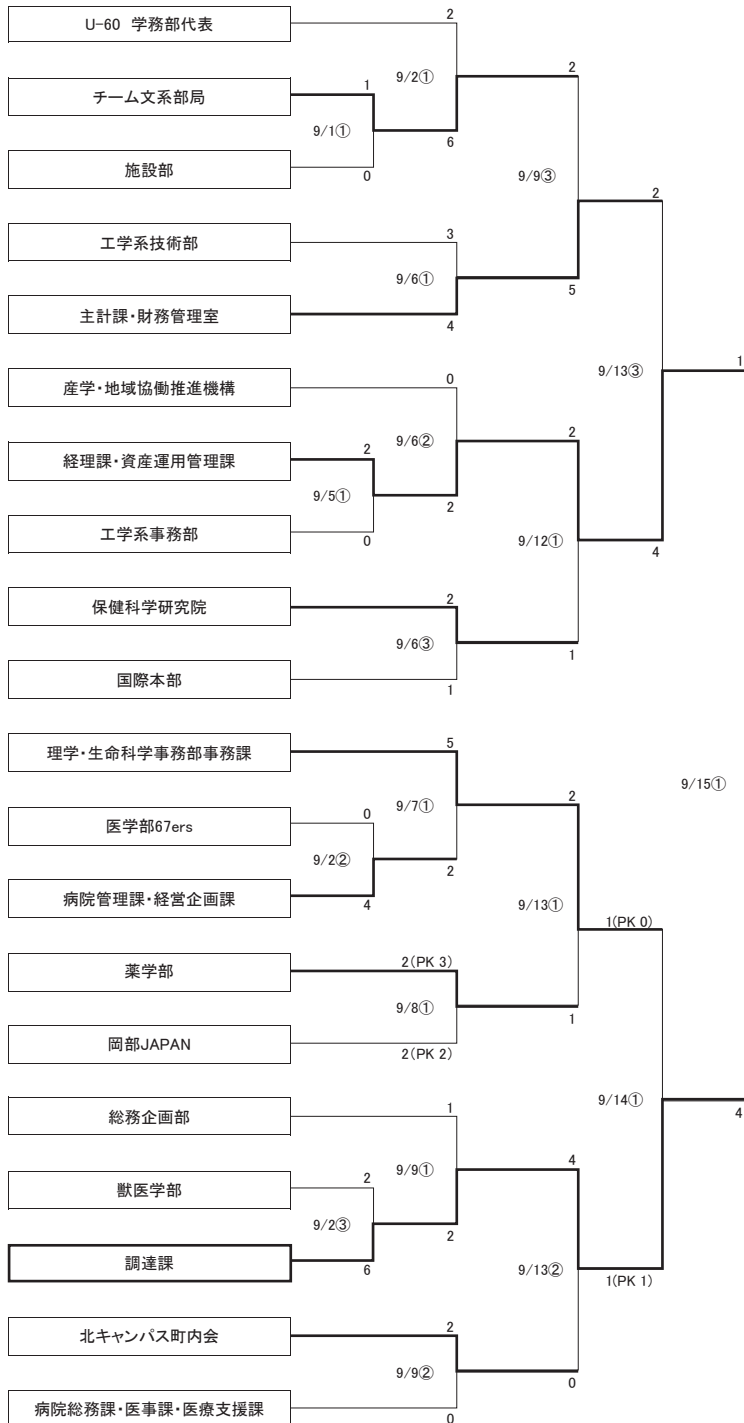 U-60 学務部代表
2
9/2①
2
チーム文系部局
1
9/1①
6
施設部
0
9/9③
2
工学系技術部
3
9/6①
5
主計課・財務管理室
4
9/13③
1
産学・地域協働推進機構
0
9/6②
2
経理課・資産運用管理課
2
9/5①
2
工学系事務部
0
9/12①
4
保健科学研究院
2
9/6③
1
国際本部
1
理学・生命科学事務部事務課
5
9/15①
9/7①
2
医学部67ers
0
9/2②
2
病院管理課・経営企画課
4
9/13①
1(PK 0)
薬学部
2(PK 3)
9/8①
1
岡部JAPAN
2(PK 2)
9/14①
4
総務企画部
1
9/9①
4
獣医学部
2
9/2③
2
調達課
6
9/13②
1(PK 1)
北キャンパス町内会
2
9/9②
0
病院総務課・医事課・医療支援課
0